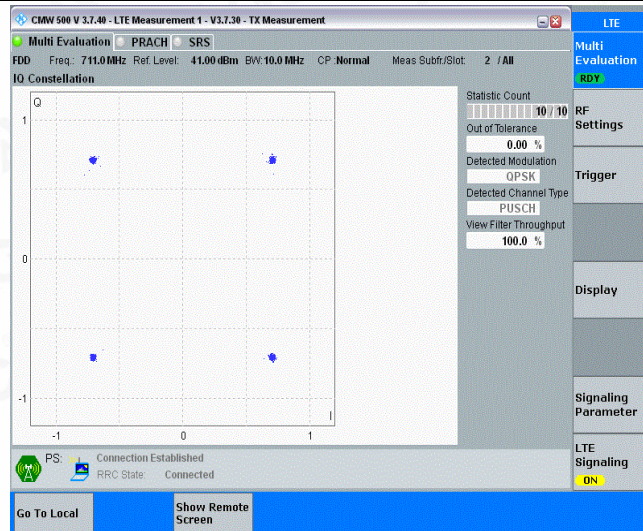 CMW 500 V 3.7.40 - LTE Measurement 1 - V3.7.30 - TX Measurement
LTE
Multi Evaluation PRACH SRS
Multi
Evaluation
RDY
FDD Freq.: 711.0 MHz Ref. Level: 41.00 dBm BW: 10.0 MHz CP :Normal Meas Subfr./Slot: 2 / All
IQ Constellation
Q
1
0
-1
-1
0
1
I
Statistic Count
10 / 10
Out of Tolerance
0.00 %
Detected Modulation
QPSK
Detected Channel Type
PUSCH
View Filter Throughput
100.0 %
RF
Settings
Trigger
Display
Signaling
Parameter
LTE
Signaling
ON
PS: Connection Established
RRC State: Connected
Go To Local
Show Remote
Screen